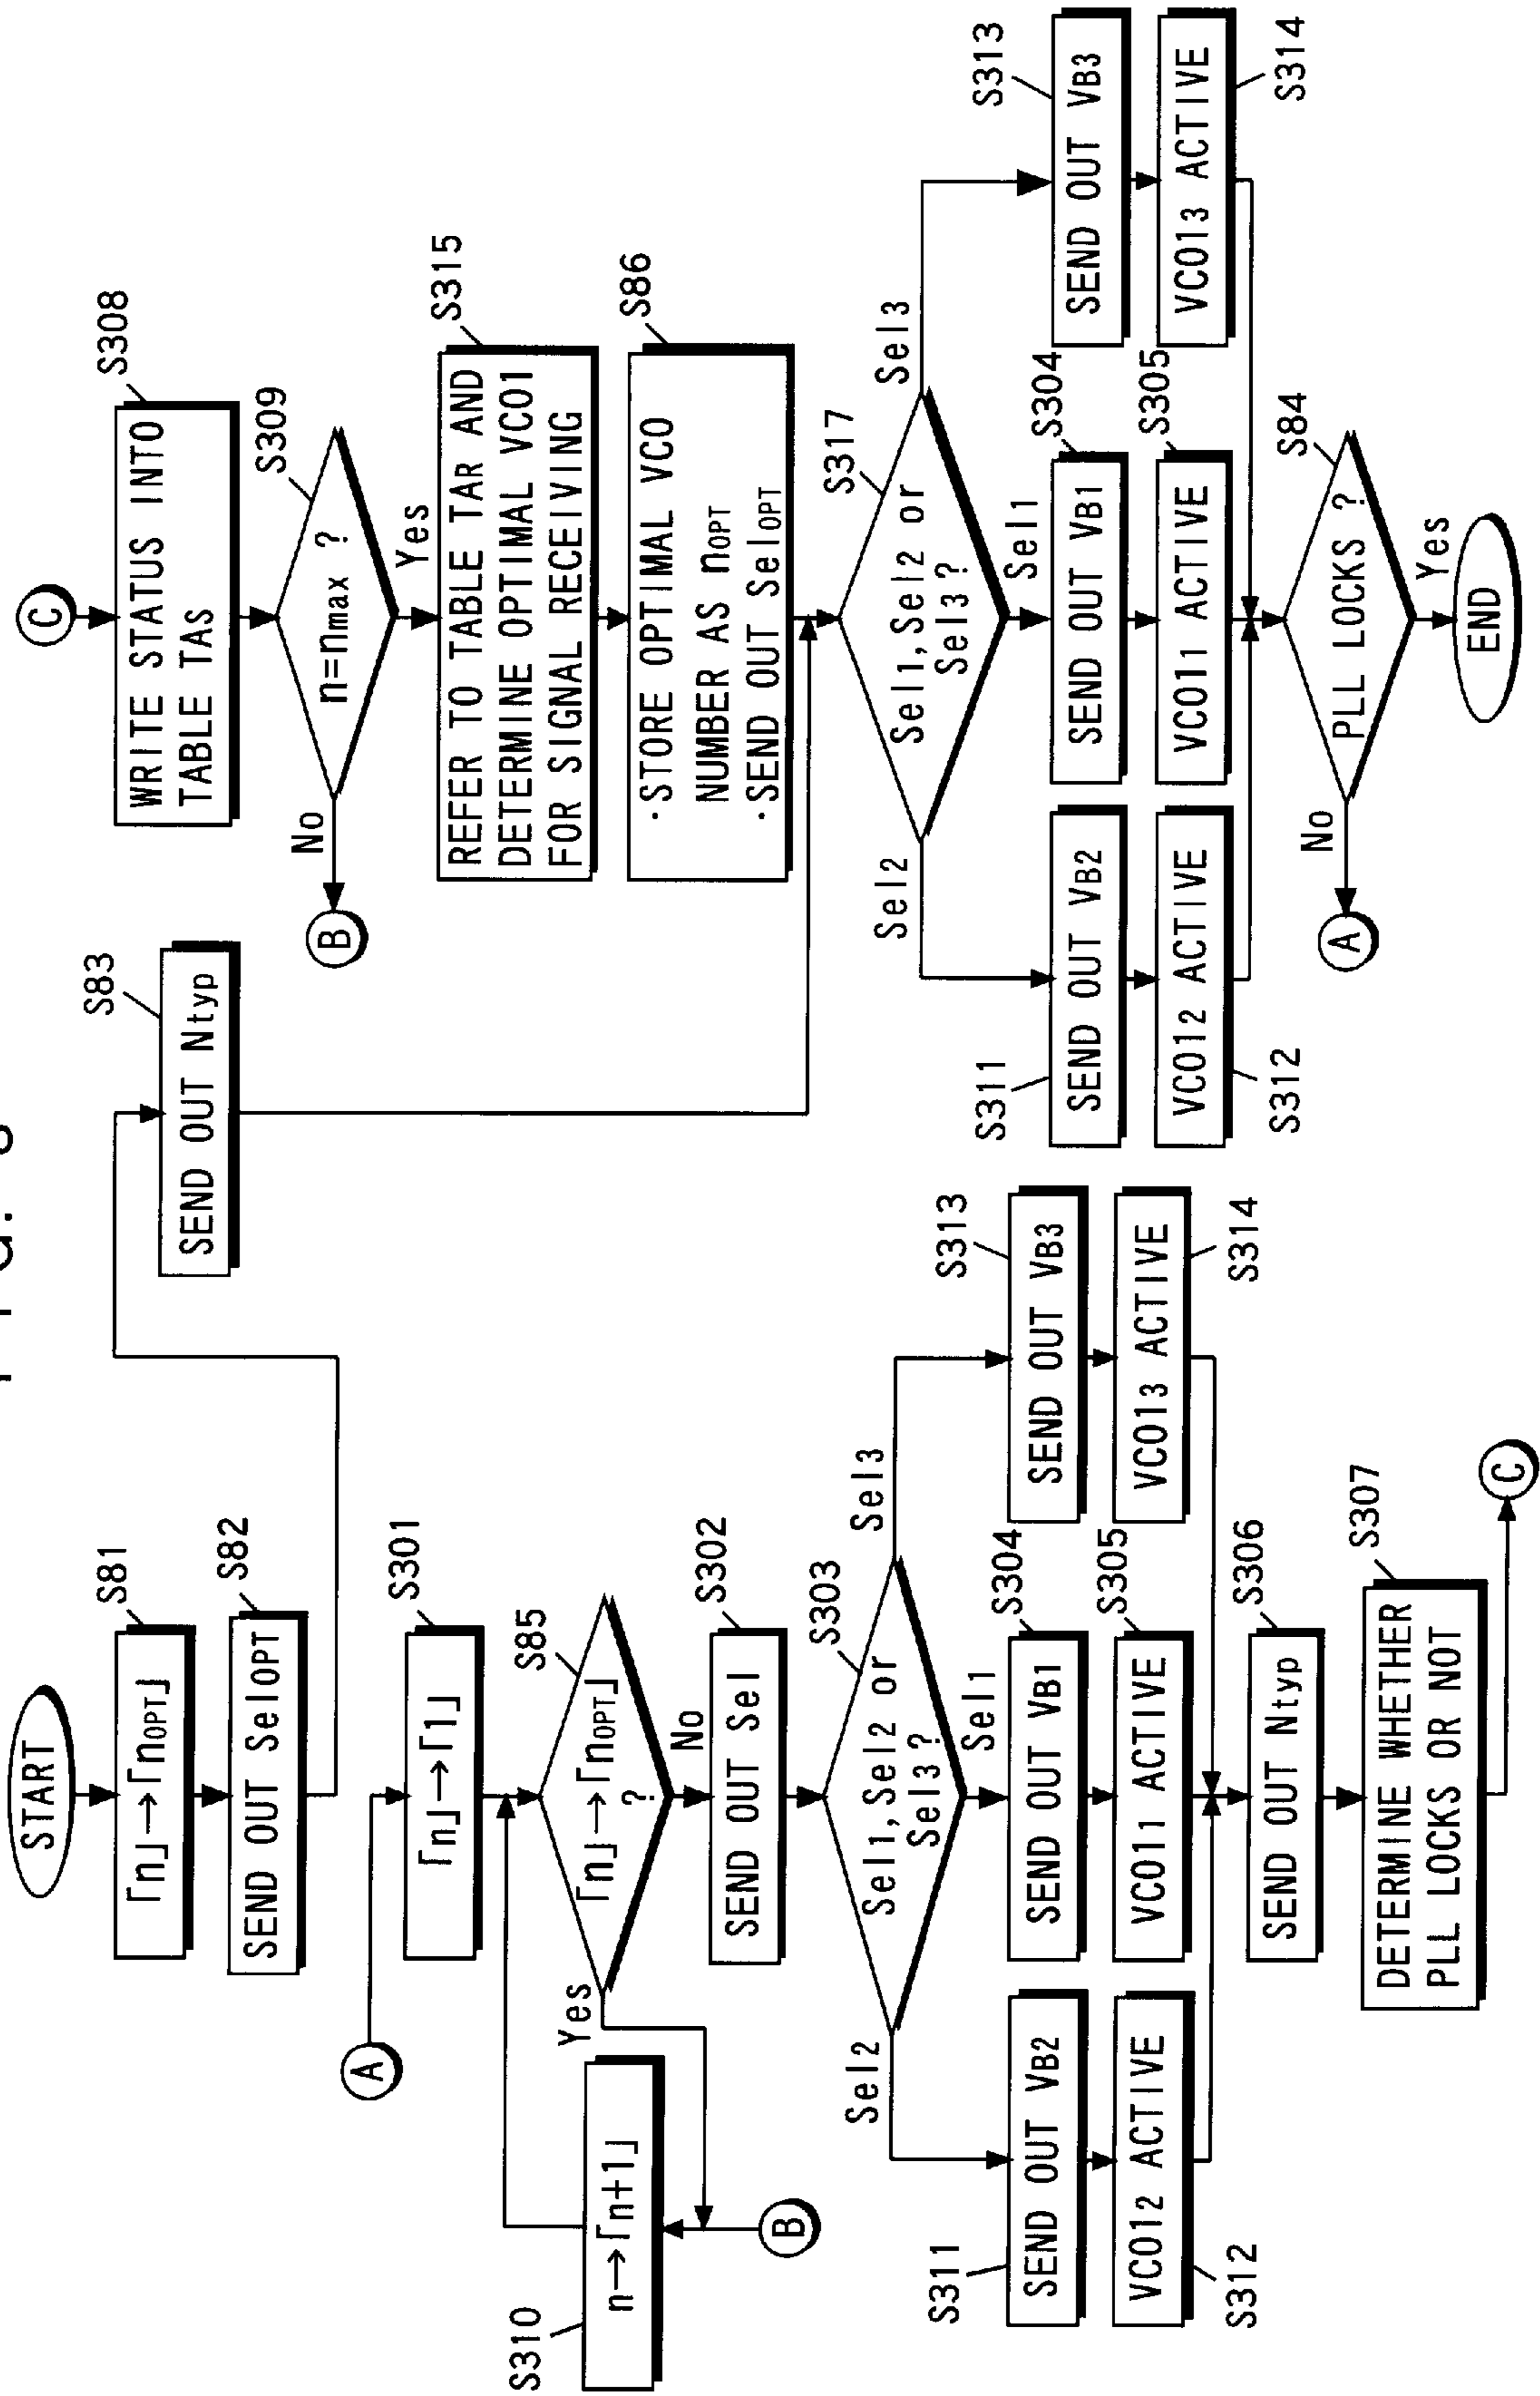 START
S81
「n」→「nOPT」
S82
SEND OUT SelOPT
A
S301
「n」→「1」
S85
「n」→「nOPT」
?
Yes
No
S310
n→「n+1」
B
S302
SEND OUT Sel
S303
Sel1,Sel2 or
Sel3?
Sel2
Sel1
Sel3
S311
SEND OUT VB2
S304
SEND OUT VB1
S313
SEND OUT VB3
VCO12 ACTIVE
S312
S305
VCO11 ACTIVE
VCO13 ACTIVE
S314
S306
SEND OUT Ntyp
S307
DETERMINE WHETHER
PLL LOCKS OR NOT
C
S83
SEND OUT Ntyp
C
S308
WRITE STATUS INTO
TABLE TAS
S309
n=nmax ?
No
B
Yes
S315
REFER TO TABLE TAR AND
DETERMINE OPTIMAL VCO1
FOR SIGNAL RECEIVING
S86
·STORE OPTIMAL VCO
NUMBER AS nOPT
·SEND OUT SelOPT
S317
Sel1,Sel2 or
Sel3?
Sel2
Sel1
Sel3
S311
SEND OUT VB2
S304
SEND OUT VB1
S313
SEND OUT VB3
VCO12 ACTIVE
S312
S305
VCO11 ACTIVE
VCO13 ACTIVE
S314
S84
PLL LOCKS ?
No
A
Yes
END